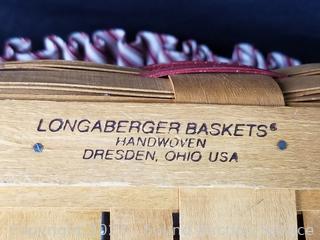 LONGABERGER BASKETS®
HANDWOVEN
DRESDEN, OHIO USA